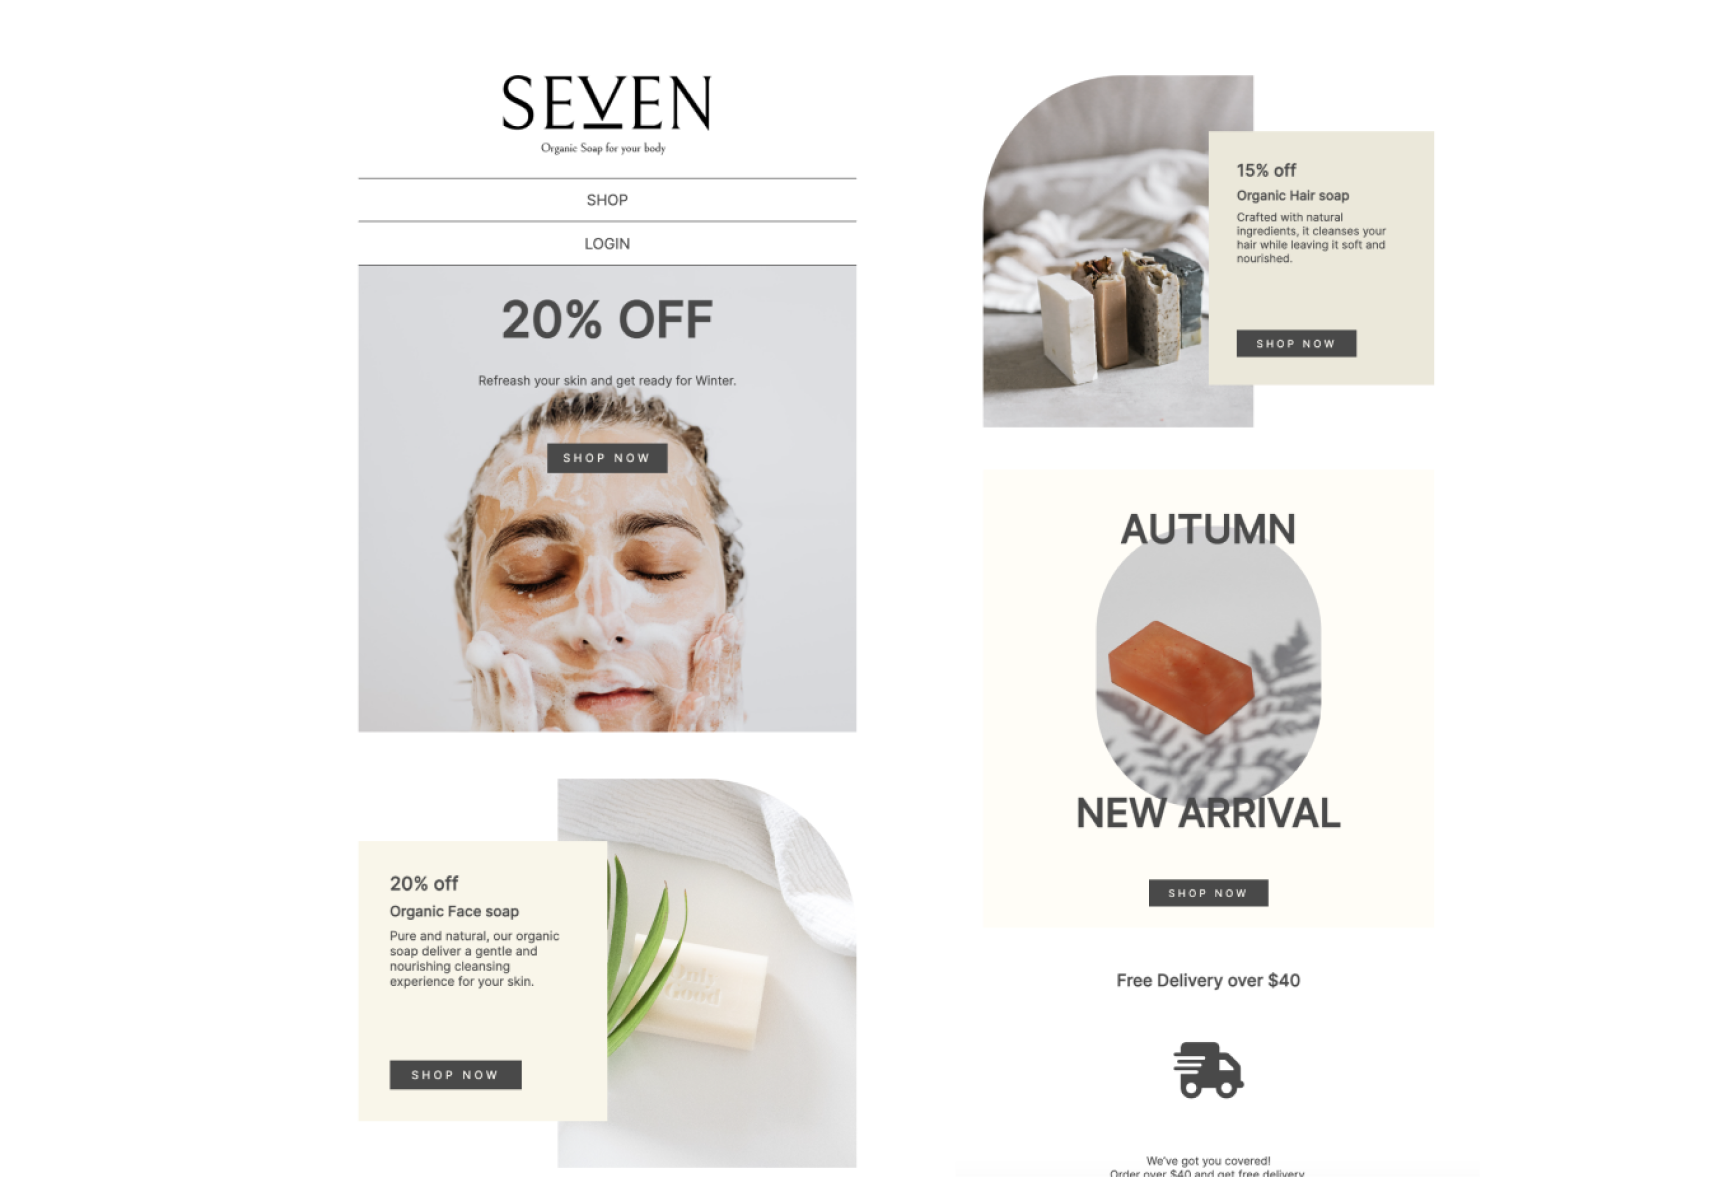 SEVEN
Organic Soap for your body
SHOP
LOGIN
20% OFF
Refreash your skin and get ready for Winter.
SHOP NOW
20% off
Organic Face soap
Pure and natural, our organic
soap deliver a gentle and
nourishing cleansing
experience for your skin.
SHOP NOW
15% off
Organic Hair soap
Crafted with natural
ingredients, it cleanses your
hair while leaving it soft and
nourished.
SHOP NOW
AUTUMN
NEW ARRIVAL
SHOP NOW
Free Delivery over $40
We've got you covered!
Order over $40 and get free delivery